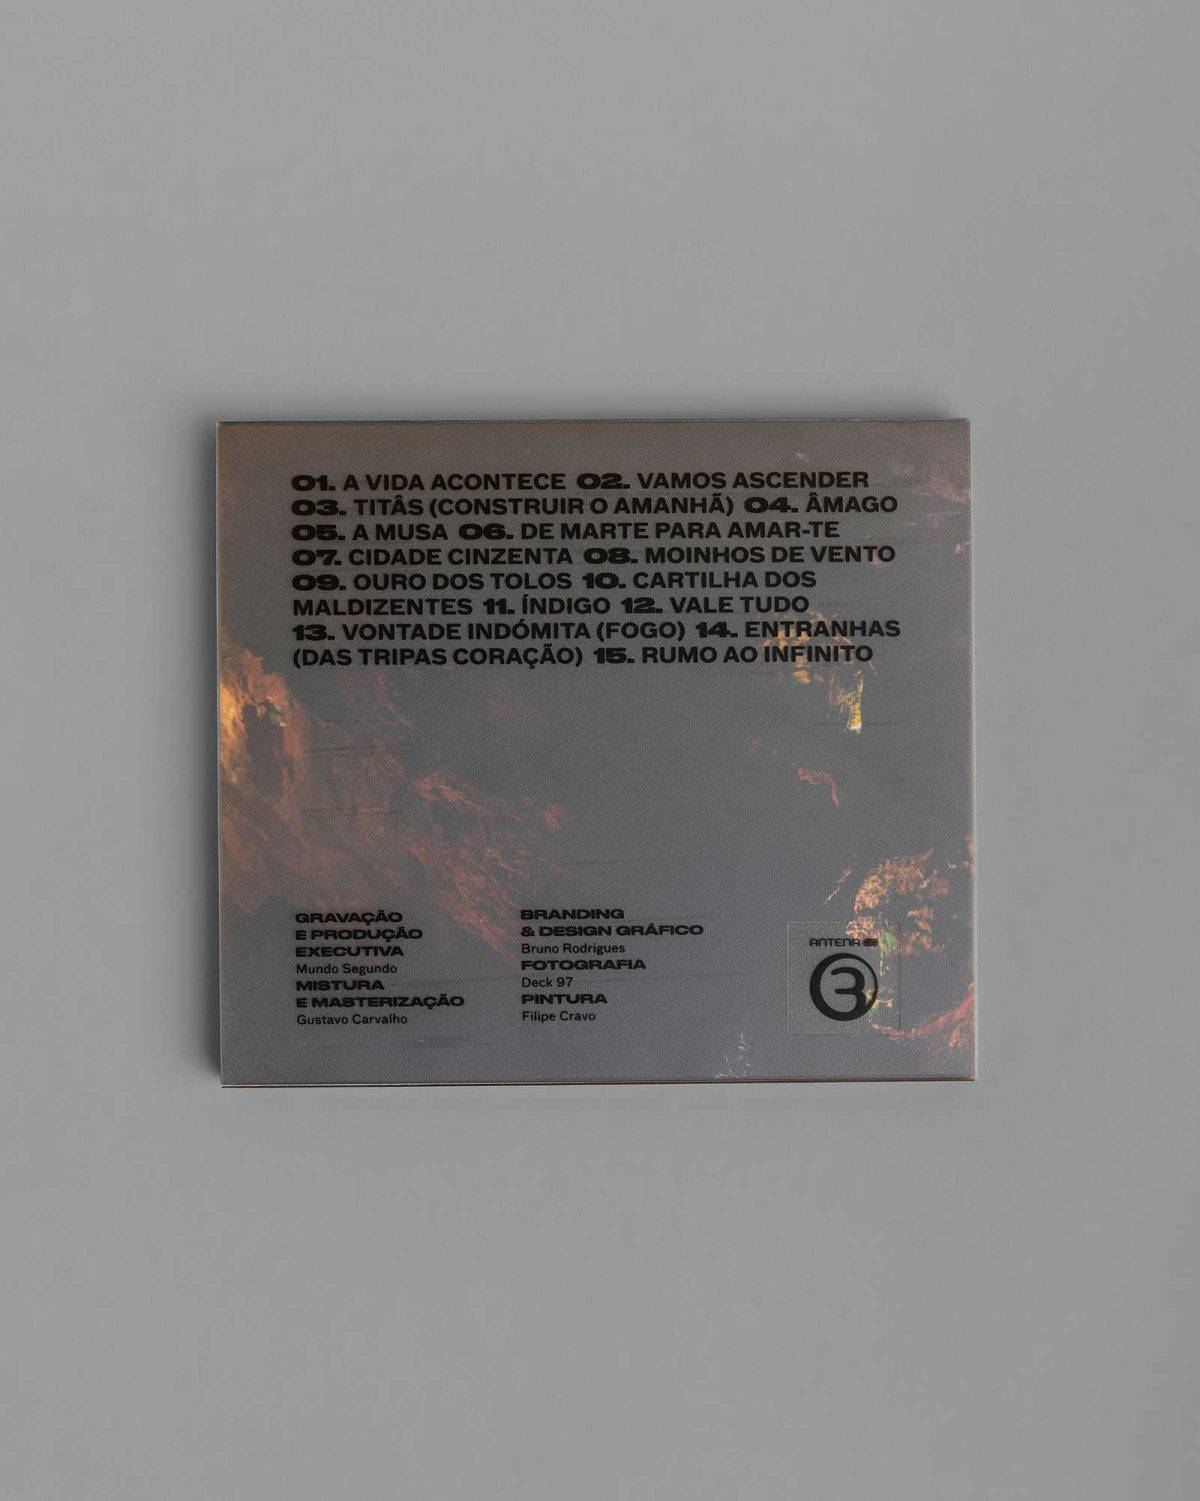 01. A VIDA ACONTECE 02. VAMOS ASCENDER
03. TITÂS (CONSTRUIR O AMANHÃ) 04. ÂMAGO
05. A MUSA 06. DE MARTE PARA AMAR-TE
07. CIDADE CINZENTA 08. MOINHOS DE VENTO
09. OURO DOS TOLOS 10. CARTILHA DOS
MALDIZENTES 11. ÍNDIGO 12. VALE TUDO
13. VONTADE INDÓMITA (FOGO) 14. ENTRANHAS
(DAS TRIPAS CORAÇÃO) 15. RUMO AO INFINITO
GRAVAÇÃO
E PRODUÇÃO
EXECUTIVA
Mundo Segundo
MISTURA
E MASTERIZAÇÃO
Gustavo Carvalho
BRANDING
& DESIGN GRÁFICO
Bruno Rodrigues
FOTOGRAFIA
Deck 97
PINTURA
Filipe Cravo
ANTENA
3